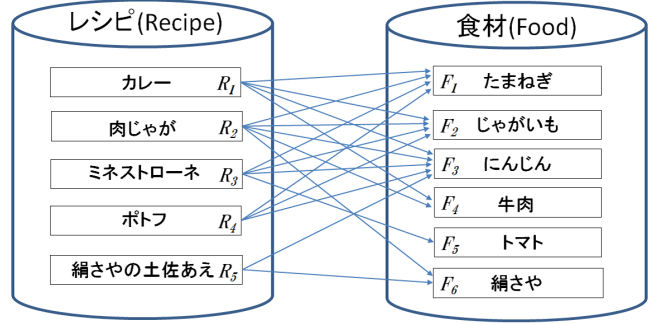 レシピ(Recipe)
カレー R1
肉じゃが R2
ミネストローネ R3
ポトフ R4
絹さやの土佐あえ R5
食材(Food)
F1 たまねぎ
F2 じゃがいも
F3 にんじん
F4 牛肉
F5 トマト
F6 絹さや